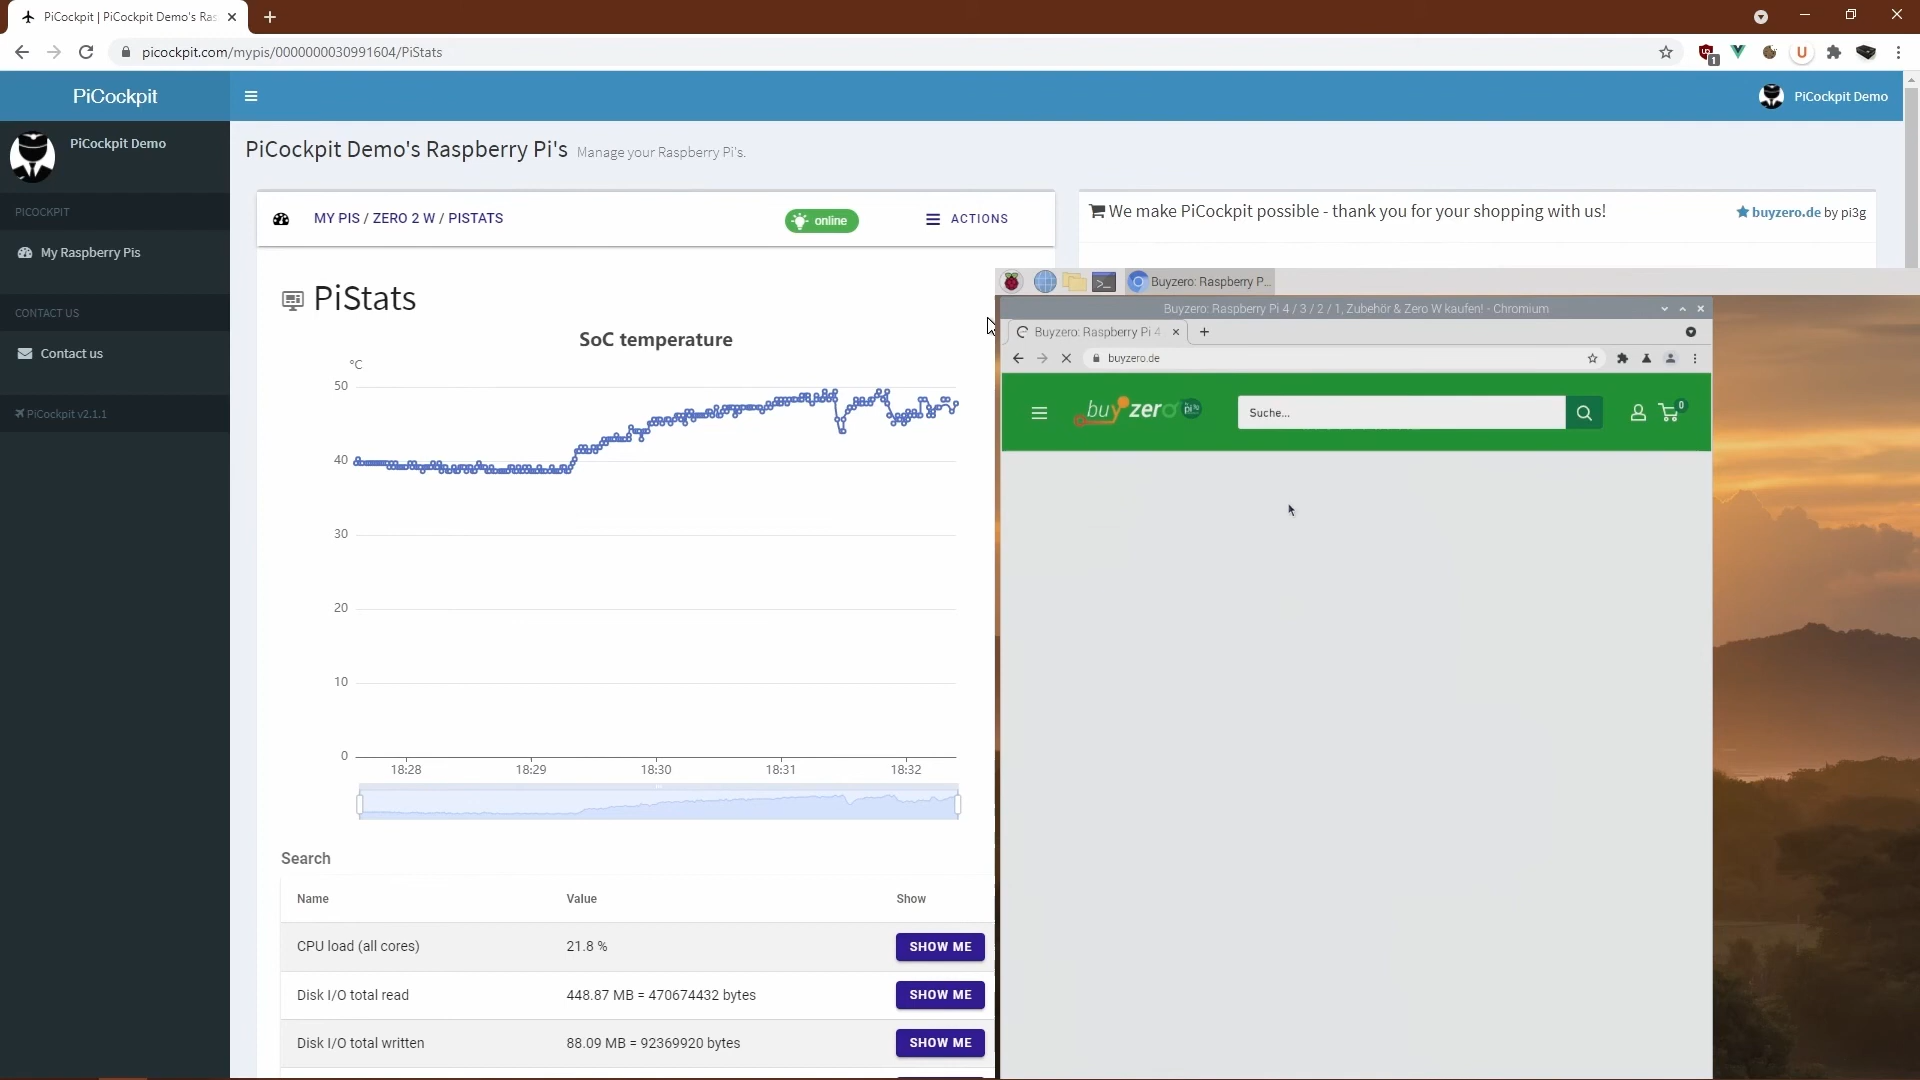 PiCockpit | PiCockpit Demo's Ras
picockpit.com/mypis/0000000030991604/PiStats
U
1
PiCockpit
PiCockpit Demo
PiCockpit Demo
PICOCKPIT
My Raspberry Pis
CONTACT US
Contact us
PiCockpit v2.1.1
PiCockpit Demo's Raspberry Pi's Manage your Raspberry Pi's.
MY PIS / ZERO 2 W / PISTATS
online
ACTIONS
We make PiCockpit possible - thank you for your shopping with us!
buyzero.de by pi3g
PiStats
SoC temperature
°C
50
40
30
20
10
0
18:28
18:29
18:30
18:31
18:32
Search
Name Value Show
CPU load (all cores) 21.8 % SHOW ME
Disk I/O total read 448.87 MB = 470674432 bytes SHOW ME
Disk I/O total written 88.09 MB = 92369920 bytes SHOW ME
Buyzero: Raspberry P...
Buyzero: Raspberry Pi 4 / 3 / 2 / 1, Zubehör & Zero W kaufen! - Chromium
Buyzero: Raspberry Pi 4
buyzero.de
buy zero
Suche...
0